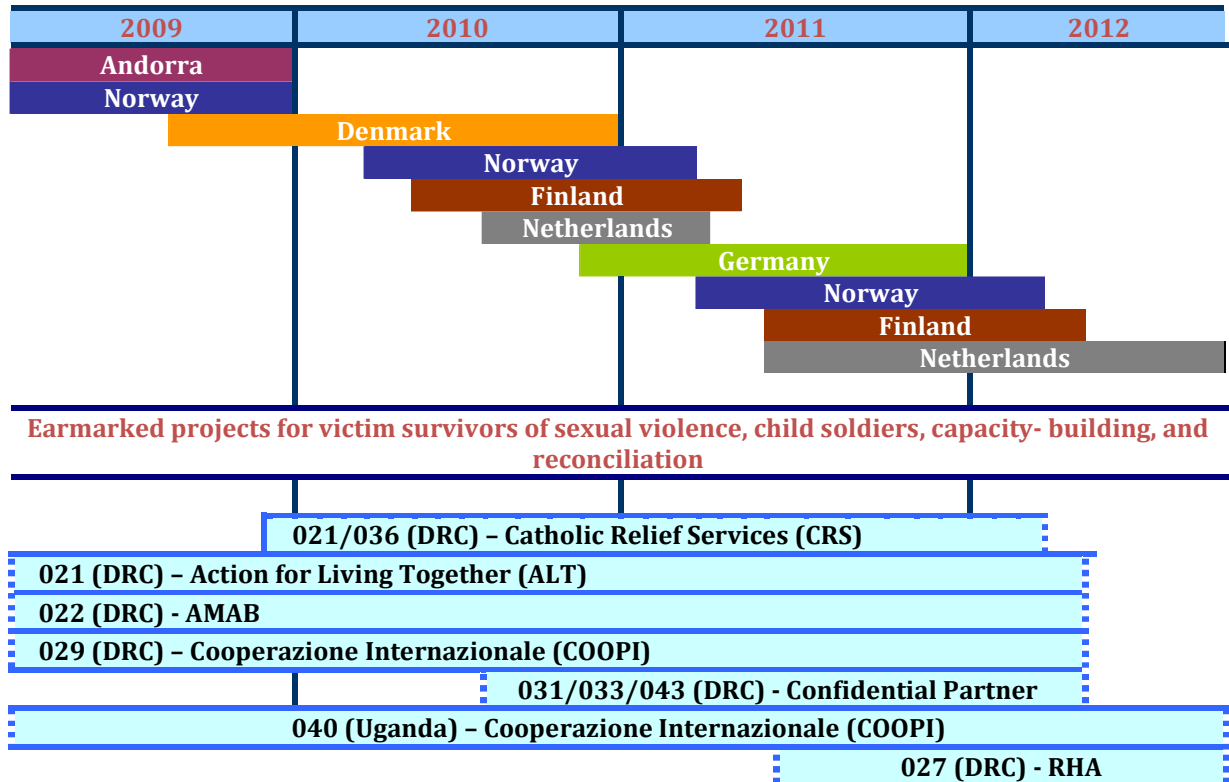 2009 2010 2011 2012
Andorra
Norway
Denmark
Norway
Finland
Netherlands
Germany
Norway
Finland
Netherlands
Earmarked projects for victim survivors of sexual violence, child soldiers, capacity- building, and
reconciliation
021/036 (DRC) – Catholic Relief Services (CRS)
021 (DRC) – Action for Living Together (ALT)
022 (DRC) - AMAB
029 (DRC) – Cooperazione Internazionale (COOPI)
031/033/043 (DRC) - Confidential Partner
040 (Uganda) – Cooperazione Internazionale (COOPI)
027 (DRC) - RHA